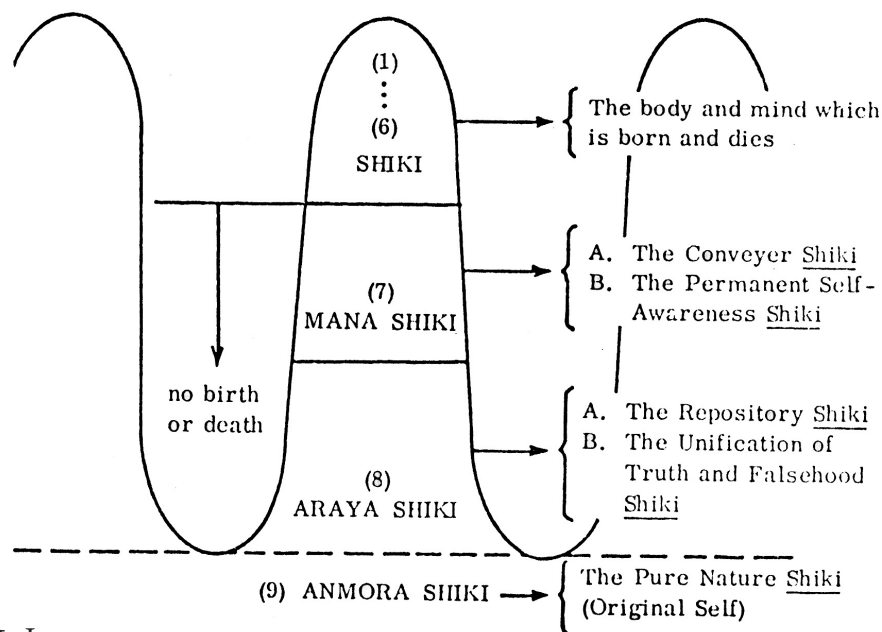 (1)
⋮
(6)
SHIKI
The body and mind which
is born and dies
(7)
MANA SHIKI
A. The Conveyer Shiki
B. The Permanent Self-
Awareness Shiki
no birth
or death
(8)
ARAYA SHIKI
A. The Repository Shiki
B. The Unification of
Truth and Falsehood
Shiki
(9) ANMORA SHIKI
The Pure Nature Shiki
(Original Self)